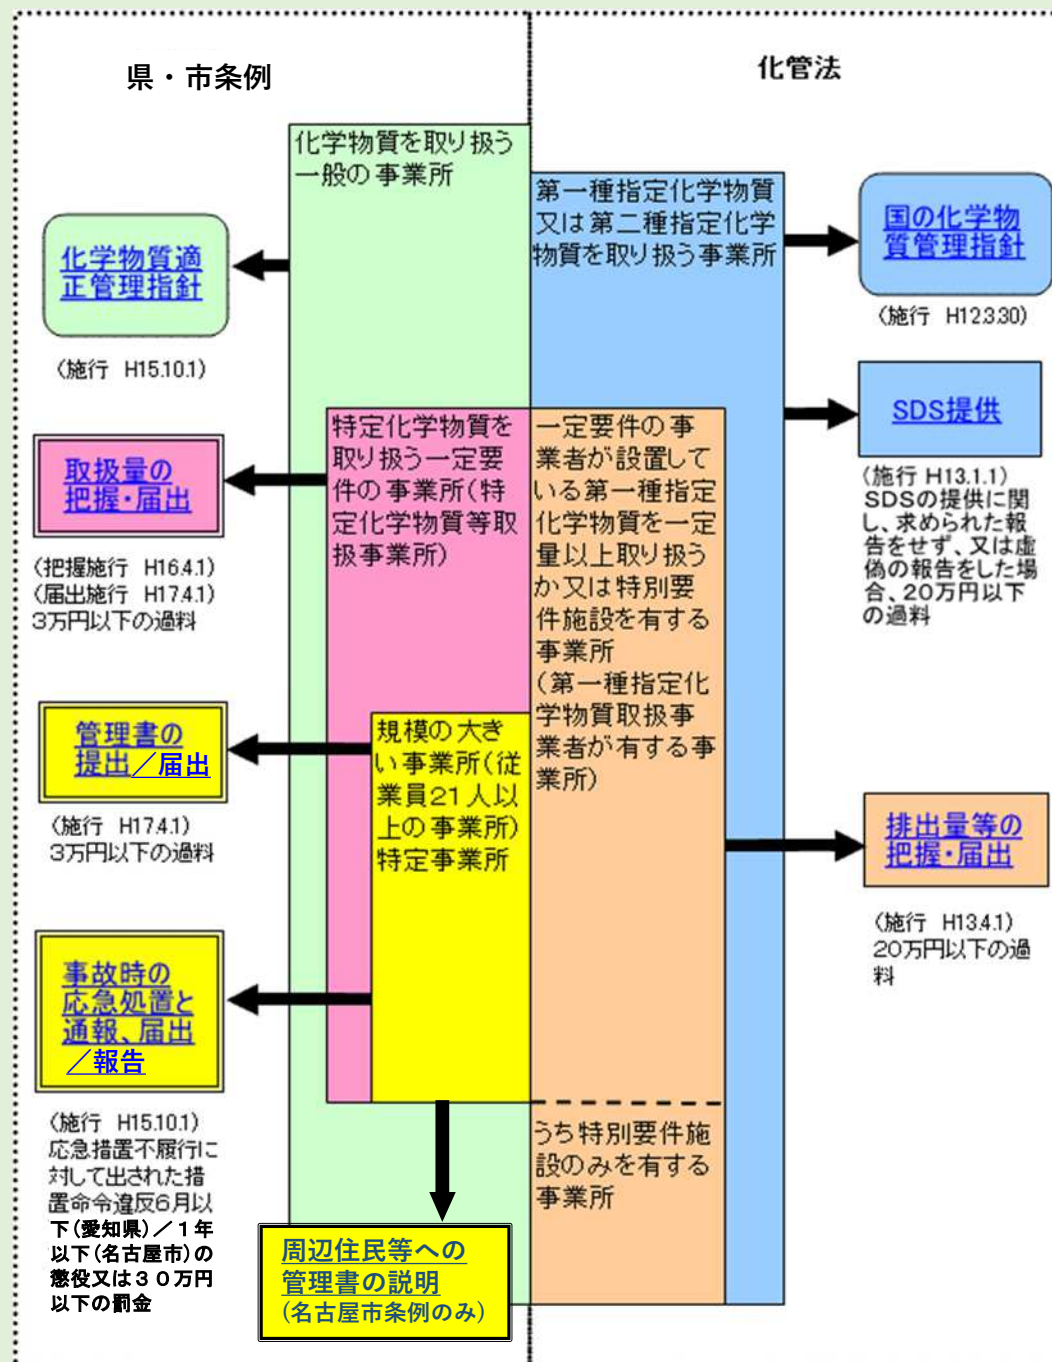 県・市条例
化管法
化学物質を取り扱う
一般の事業所
化学物質適
正管理指針
（施行 H15.10.1）
特定化学物質を
取り扱う一定要
件の事業所（特
定化学物質等取
扱事業所）
取扱量の
把握・届出
（把握施行 H16.4.1）
（届出施行 H17.4.1）
3万円以下の過料
規模の大き
い事業所（従
業員21人以
上の事業所）
特定事業所
管理書の
提出／届出
（施行 H17.4.1）
3万円以下の過料
事故時の
応急処置と
通報、届出
／報告
（施行 H15.10.1）
応急措置不履行に
対して出された措
置命令違反6月以
下（愛知県）／１年
以下（名古屋市）の
懲役又は３０万円
以下の罰金
周辺住民等への
管理書の説明
（名古屋市条例のみ）
第一種指定化学物質
又は第二種指定化学
物質を取り扱う事業所
国の化学物
質管理指針
（施行 H12.3.30）
SDS提供
（施行 H13.1.1）
SDSの提供に関
し、求められた報
告をせず、又は虚
偽の報告をした場
合、20万円以下
の過料
一定要件の事
業者が設置して
いる第一種指定
化学物質を一定
量以上取り扱う
か又は特別要
件施設を有する
事業所
（第一種指定化
学物質取扱事
業者が有する事
業所）
排出量等の
把握・届出
（施行 H13.4.1）
20万円以下の過
料
うち特別要件施
設のみを有する
事業所